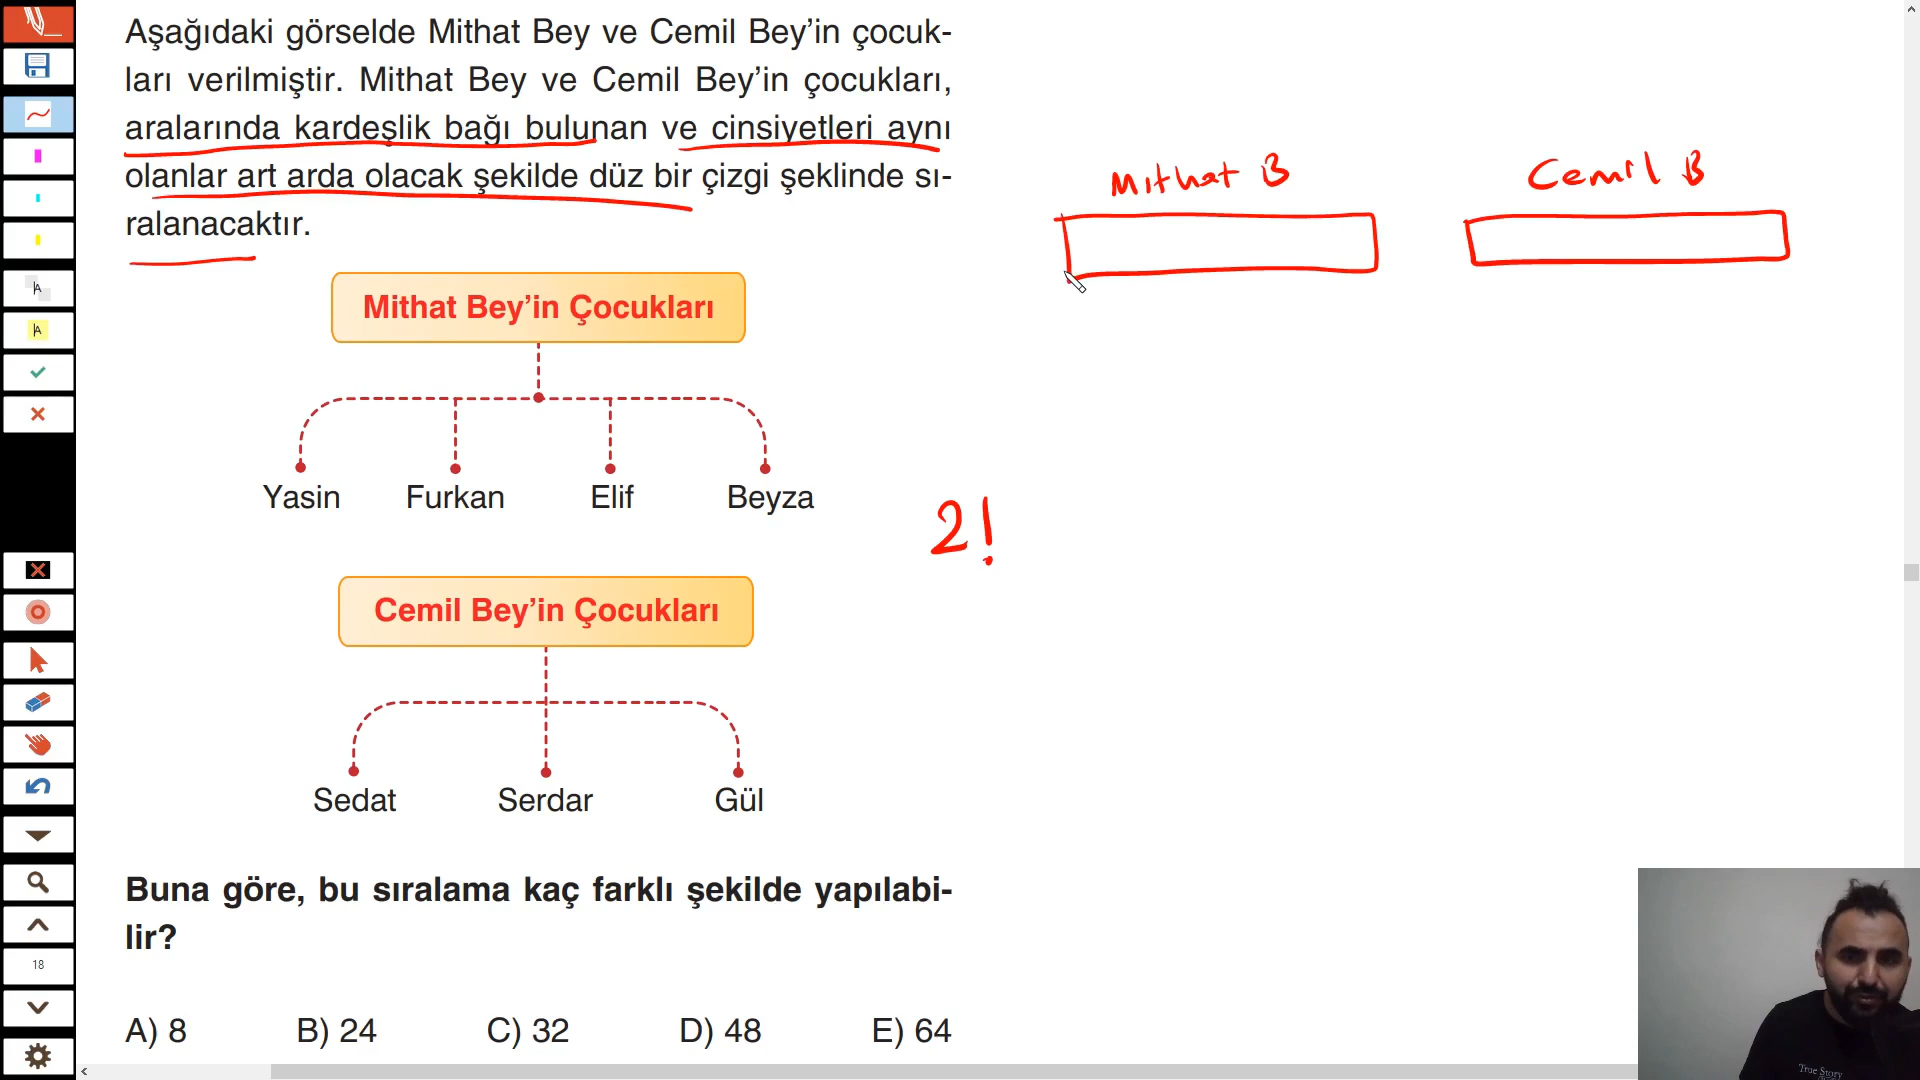 Aşağıdaki görselde Mithat Bey ve Cemil Bey’in çocuk-
ları verilmiştir. Mithat Bey ve Cemil Bey’in çocukları,
aralarında kardeşlik bağı bulunan ve cinsiyetleri aynı
olanlar art arda olacak şekilde düz bir çizgi şeklinde sı-
ralanacaktır.
Mithat B
Cemil B
Mithat Bey’in Çocukları
Yasin Furkan Elif Beyza
2!
Cemil Bey’in Çocukları
Sedat Serdar Gül
Buna göre, bu sıralama kaç farklı şekilde yapılabi-
lir?
A) 8 B) 24 C) 32 D) 48 E) 64
18
True Story